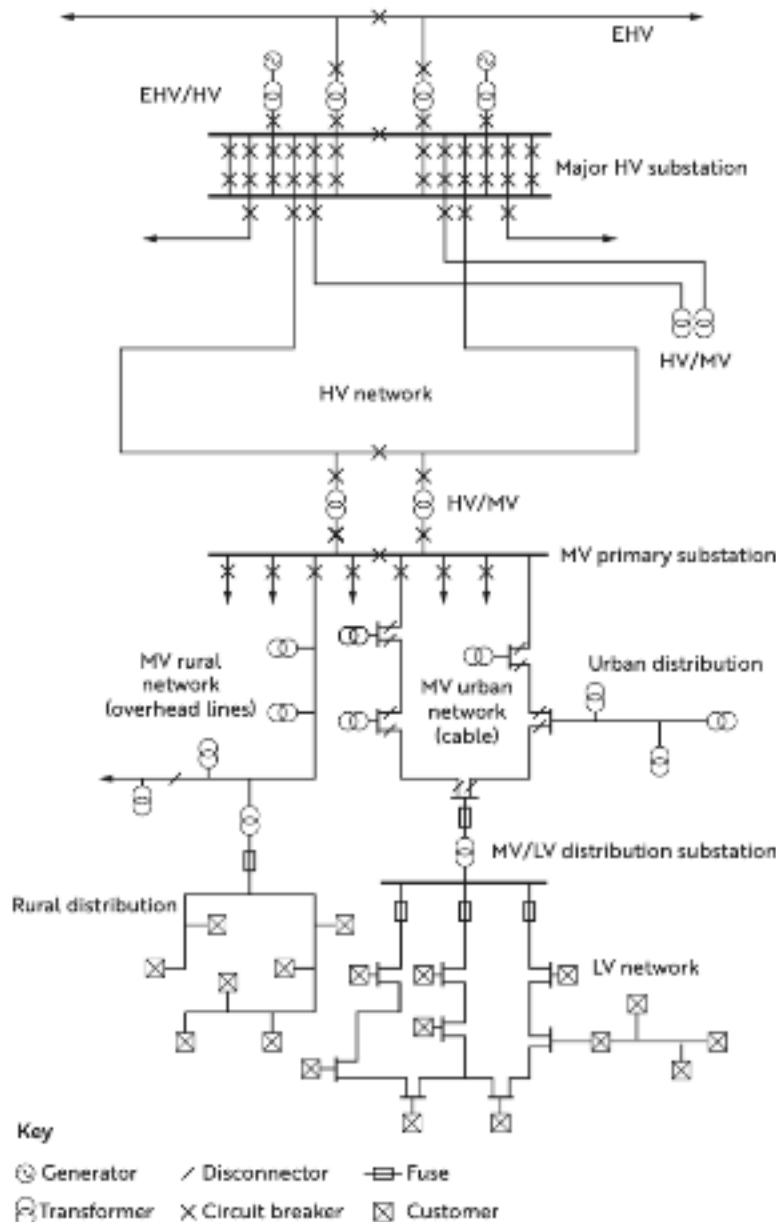 EHV
EHV/HV
Major HV substation
HV/MV
HV network
HV/MV
MV primary substation
MV rural
network
(overhead lines)
MV urban
network
(cable)
Urban distribution
MV/LV distribution substation
Rural distribution
LV network
Key
Generator
Disconnector
Fuse
Transformer
Circuit breaker
Customer